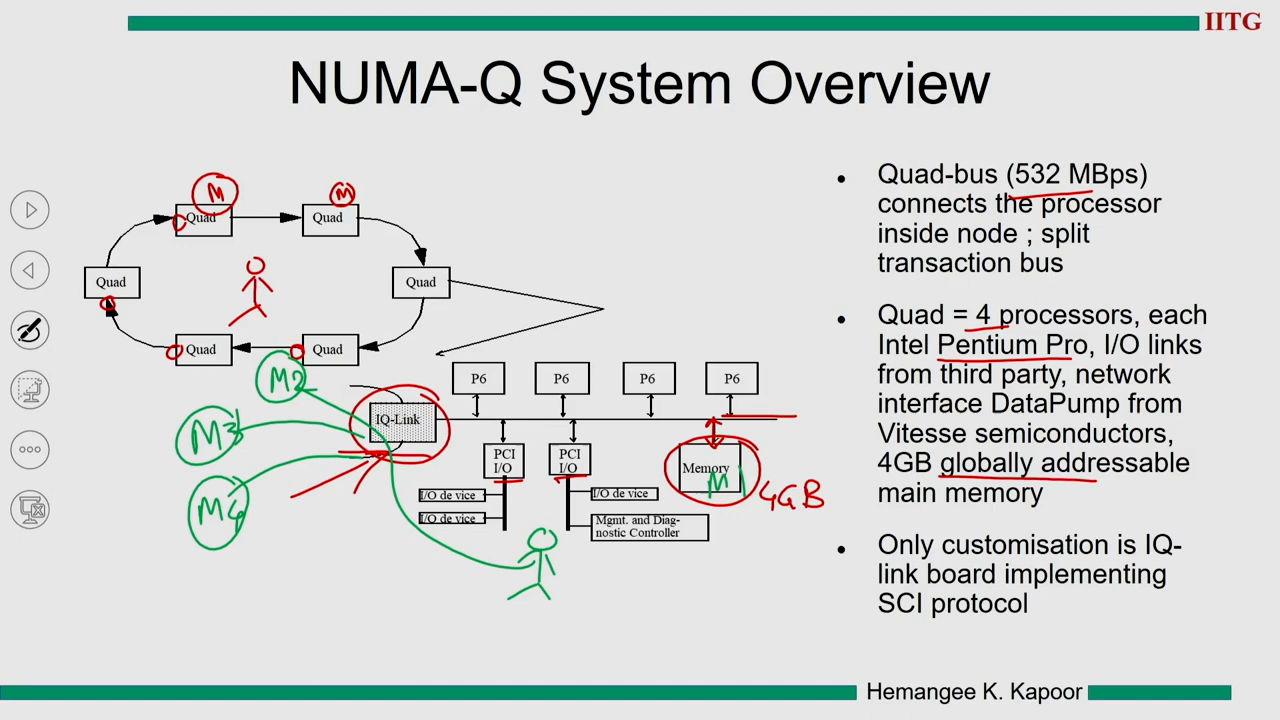 IITG
NUMA-Q System Overview
M
M
Quad
Quad
Quad
Quad
Quad
Quad
M2
M3
M4
IQ-Link
P6
P6
P6
P6
PCI
I/O
PCI
I/O
Memory
M1
4GB
I/O de vice
I/O de vice
I/O de vice
Mgmt. and Diag-
nostic Controller
• Quad-bus (532 MBps)
connects the processor
inside node ; split
transaction bus
• Quad = 4 processors, each
Intel Pentium Pro, I/O links
from third party, network
interface DataPump from
Vitesse semiconductors,
4GB globally addressable
main memory
• Only customisation is IQ-
link board implementing
SCI protocol
Hemangee K. Kapoor